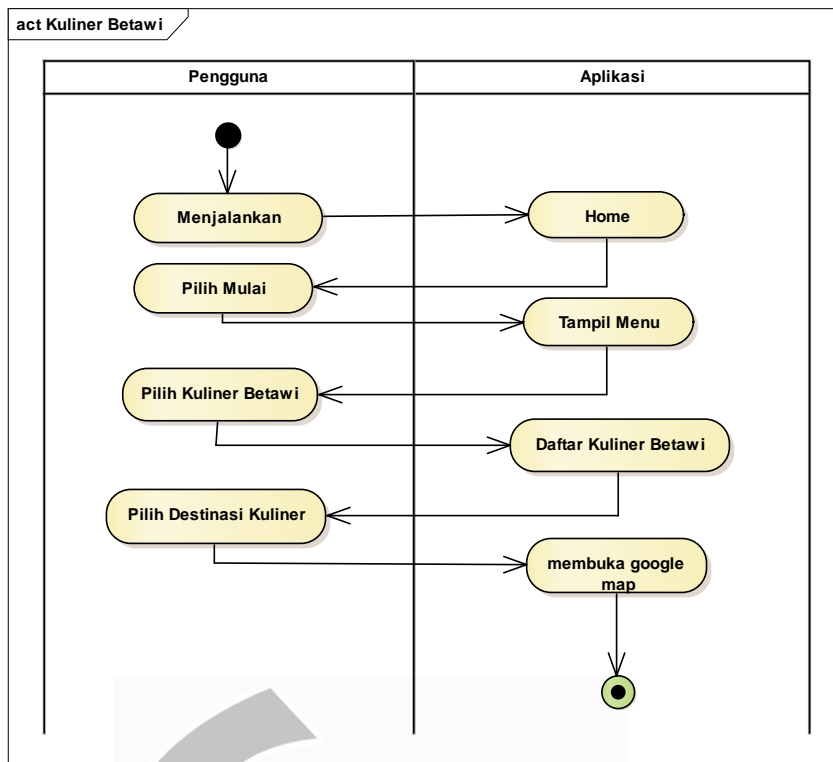 act Kuliner Betawi
Pengguna
Aplikasi
Menjalankan
Home
Pilih Mulai
Tampil Menu
Pilih Kuliner Betawi
Daftar Kuliner Betawi
Pilih Destinasi Kuliner
membuka google
map